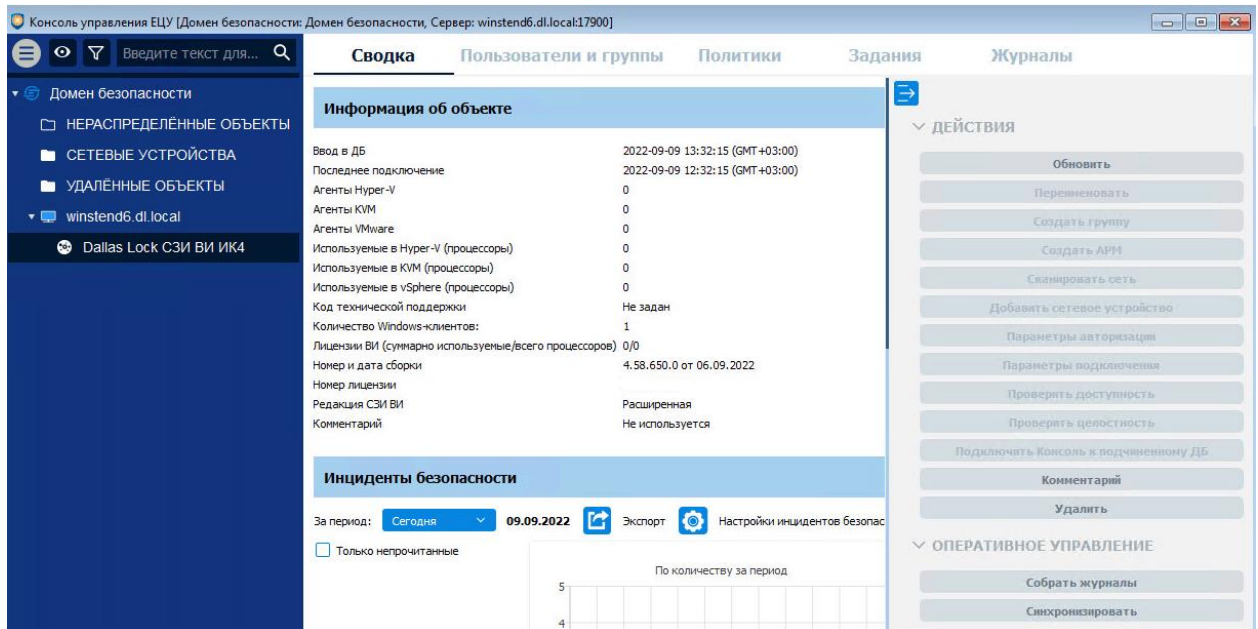 Консоль управления ЕЦУ [Домен безопасности: Домен безопасности, Сервер: winstend6.dl.local:17900]
Введите текст для...
Домен безопасности
НЕРАСПРЕДЕЛЁННЫЕ ОБЪЕКТЫ
СЕТЕВЫЕ УСТРОЙСТВА
УДАЛЁННЫЕ ОБЪЕКТЫ
winstend6.dl.local
Dallas Lock СЗИ ВИ ИК4
Сводка Пользователи и группы Политики Задания Журналы
Информация об объекте
Ввод в ДБ 2022-09-09 13:32:15 (GMT+03:00)
Последнее подключение 2022-09-09 12:32:15 (GMT+03:00)
Агенты Hyper-V 0
Агенты KVM 0
Агенты VMware 0
Используемые в Hyper-V (процессоры) 0
Используемые в KVM (процессоры) 0
Используемые в vSphere (процессоры) 0
Код технической поддержки Не задан
Количество Windows-клиентов: 1
Лицензии ВИ (суммарно используемые/всего процессоров) 0/0
Номер и дата сборки 4.58.650.0 от 06.09.2022
Номер лицензии
Редакция СЗИ ВИ Расширенная
Комментарий Не используется
Инциденты безопасности
За период: Сегодня 09.09.2022 Экспорт Настройки инцидентов безопас
Только непрочитанные
По количеству за период
5
4
ДЕЙСТВИЯ
Обновить
Переименовать
Создать группу
Создать АРМ
Сканировать сеть
Добавить сетевое устройство
Параметры авторизации
Параметры подключения
Проверить доступность
Проверить целостность
Подключить Консоль к подчиненному ДБ
Комментарий
Удалить
ОПЕРАТИВНОЕ УПРАВЛЕНИЕ
Собрать журналы
Синхронизировать